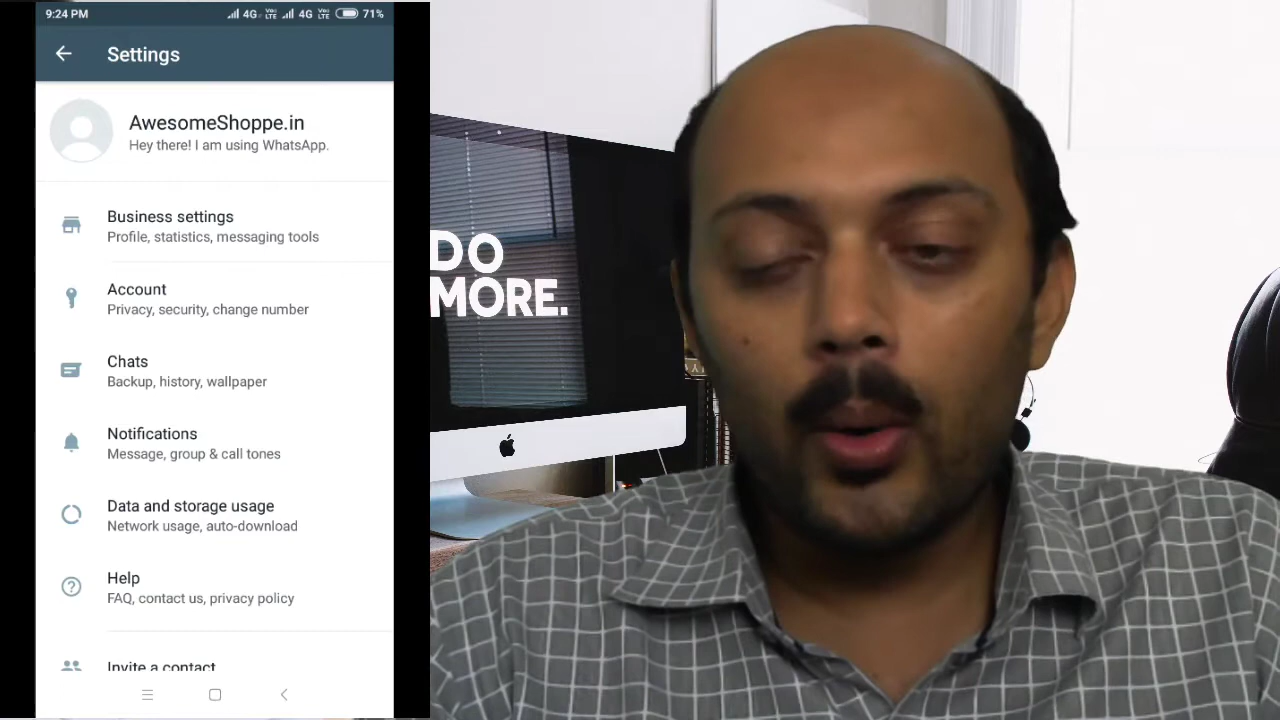 9:24 PM 4G VoLTE 4G VoLTE 71%
Settings
AwesomeShoppe.in
Hey there! I am using WhatsApp.
Business settings
Profile, statistics, messaging tools
Account
Privacy, security, change number
Chats
Backup, history, wallpaper
Notifications
Message, group & call tones
Data and storage usage
Network usage, auto-download
Help
FAQ, contact us, privacy policy
Invite a contact
DO
MORE.